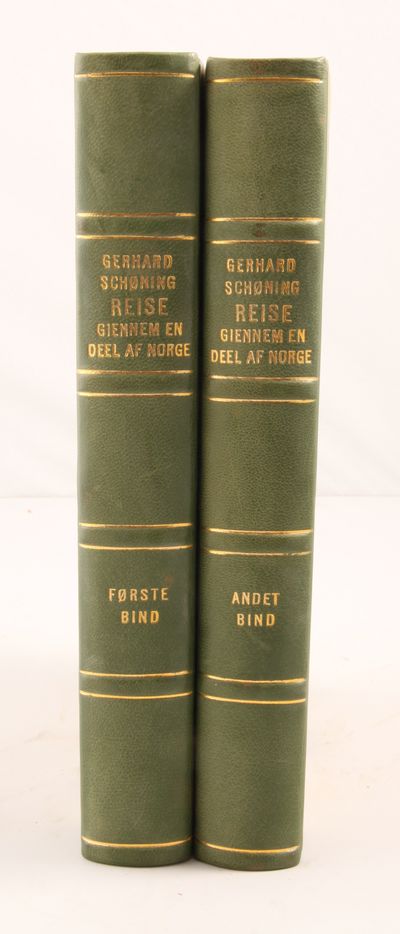 GERHARD
SCHØNING
REISE
GIENNEM EN
DEEL AF NORGE
FØRSTE
BIND
GERHARD
SCHØNING
REISE
GIENNEM EN
DEEL AF NORGE
ANDET
BIND